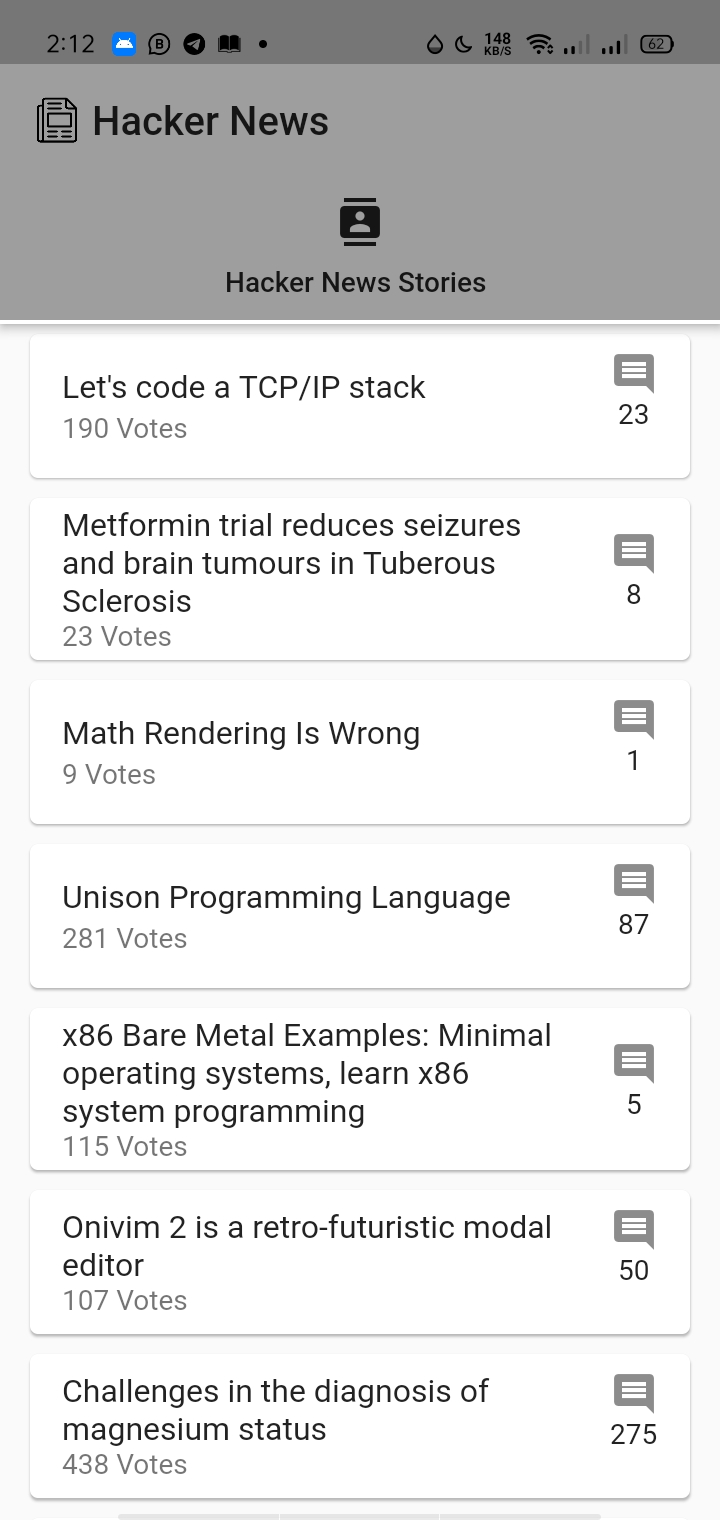 2:12
B
148
KB/S
62
Hacker News
Hacker News Stories
Let's code a TCP/IP stack
190 Votes
23
Metformin trial reduces seizures
and brain tumours in Tuberous
Sclerosis
23 Votes
8
Math Rendering Is Wrong
9 Votes
1
Unison Programming Language
281 Votes
87
x86 Bare Metal Examples: Minimal
operating systems, learn x86
system programming
115 Votes
5
Onivim 2 is a retro-futuristic modal
editor
107 Votes
50
Challenges in the diagnosis of
magnesium status
438 Votes
275